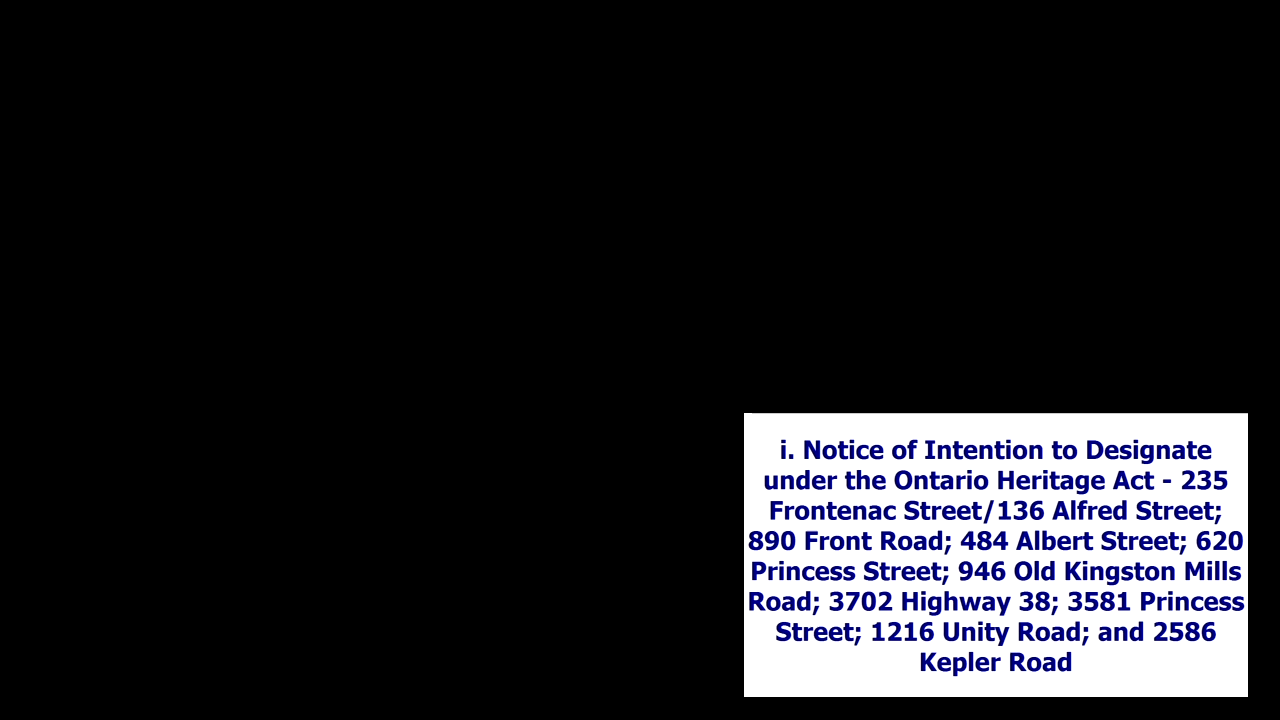 i. Notice of Intention to Designate
under the Ontario Heritage Act - 235
Frontenac Street/136 Alfred Street;
890 Front Road; 484 Albert Street; 620
Princess Street; 946 Old Kingston Mills
Road; 3702 Highway 38; 3581 Princess
Street; 1216 Unity Road; and 2586
Kepler Road